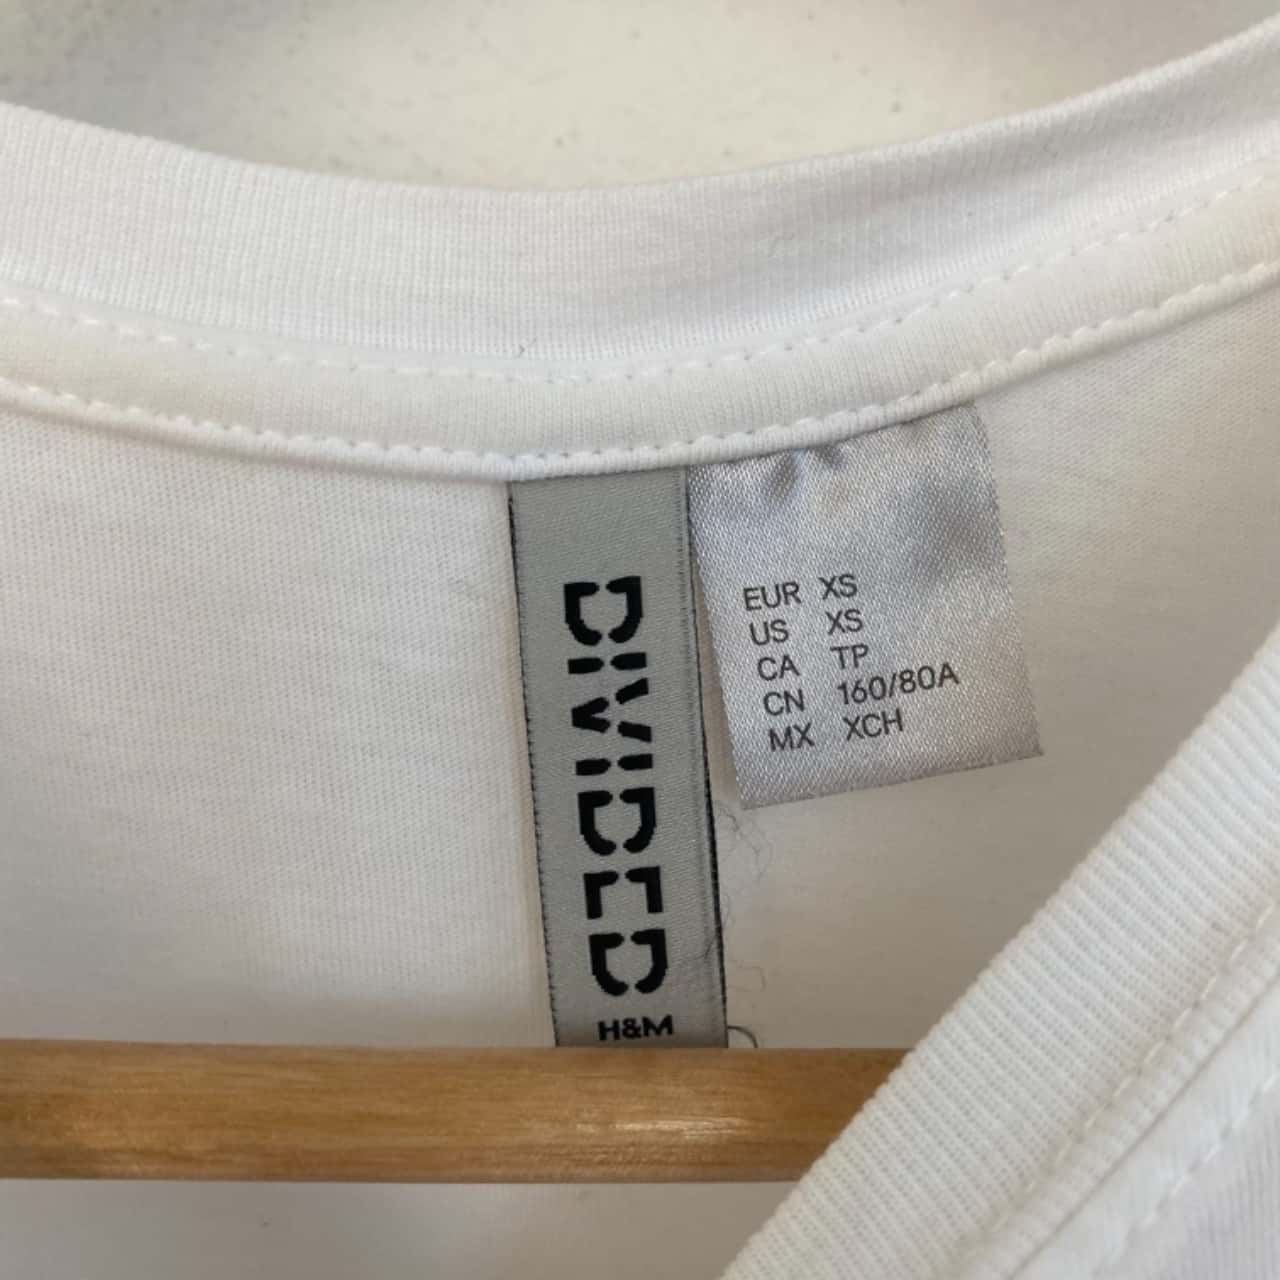 DIVIDED
H&M
EUR XS
US XS
CA TP
CN 160/80A
MX XCH